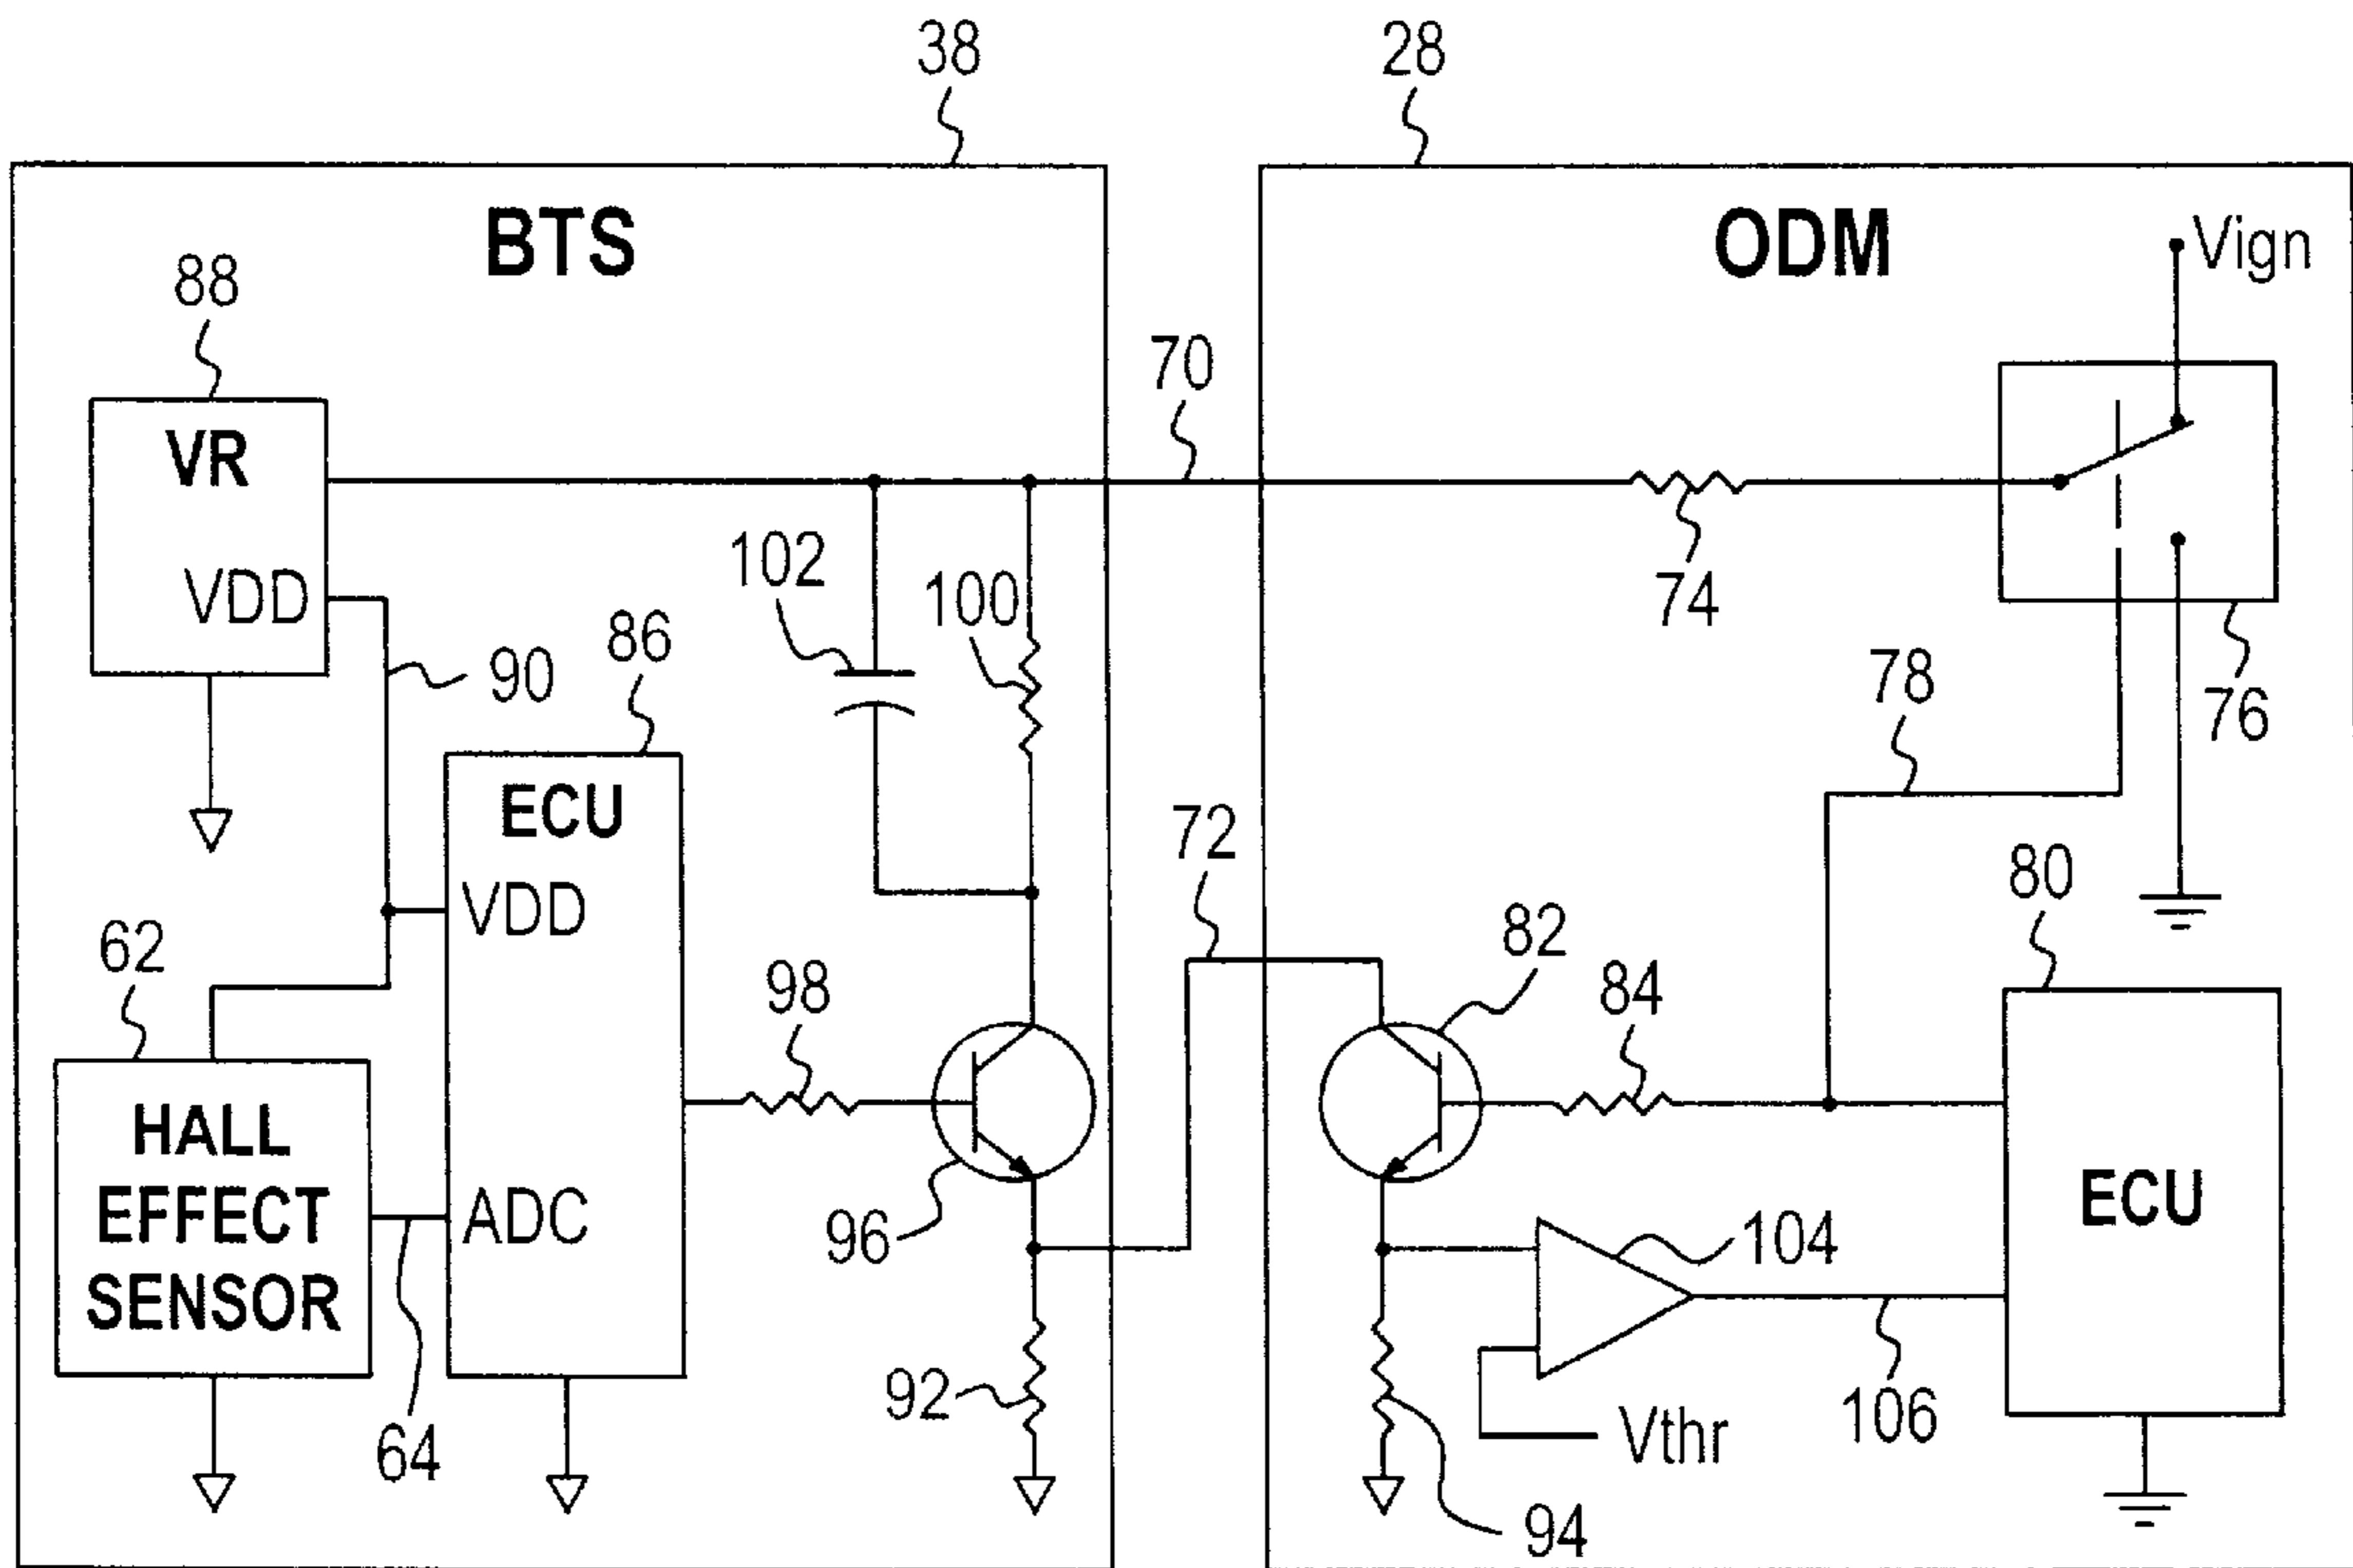 38
28
BTS
ODM
Vign
88
70
VR
102
100
74
VDD
86
90
78
76
ECU
72
80
VDD
62
82
98
84
HALL
EFFECT
SENSOR
ADC
96
104
ECU
92
64
Vthr
106
94